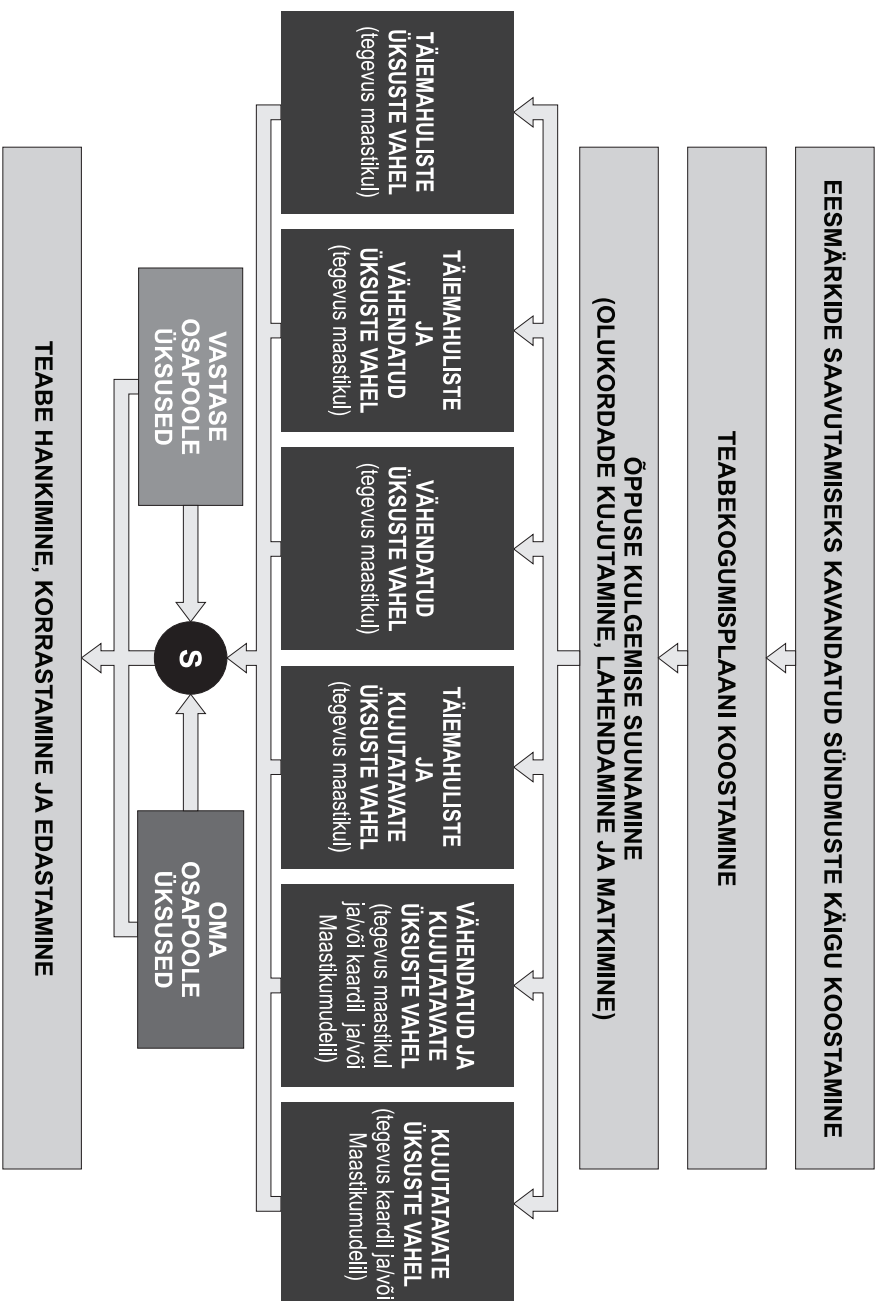 EESMÄRKIDE SAAVUTAMISEKS KAVANDATUD SÜNDMUSTE KÄIGU KOOSTAMINE
TEABEKOGUMISPLAANI KOOSTAMINE
ÕPPUSE KULGEMISE SUUNAMINE
(OLUKORDADE KUJUTAMINE, LAHENDAMINE JA MATKIMINE)
TÄIEMAHULISTE
ÜKSUSTE VAHEL
(tegevus maastikul)
TÄIEMAHULISTE
JA
VÄHENDATUD
ÜKSUSTE VAHEL
(tegevus maastikul)
VÄHENDATUD
ÜKSUSTE VAHEL
(tegevus maastikul)
TÄIEMAHULISTE
JA
KUJUTATAVATE
ÜKSUSTE VAHEL
(tegevus maastikul)
VÄHENDATUD JA
KUJUTATAVATE
ÜKSUSTE VAHEL
(tegevus maastikul
ja/või kaardil ja/või
Maastikumudelil)
KUJUTATAVATE
ÜKSUSTE VAHEL
(tegevus kaardil ja/või
Maastikumudelil)
VASTASE
OSAPOOLE
ÜKSUSED
S
OMA
OSAPOOLE
ÜKSUSED
TEABE HANKIMINE, KORRASTAMINE JA EDASTAMINE